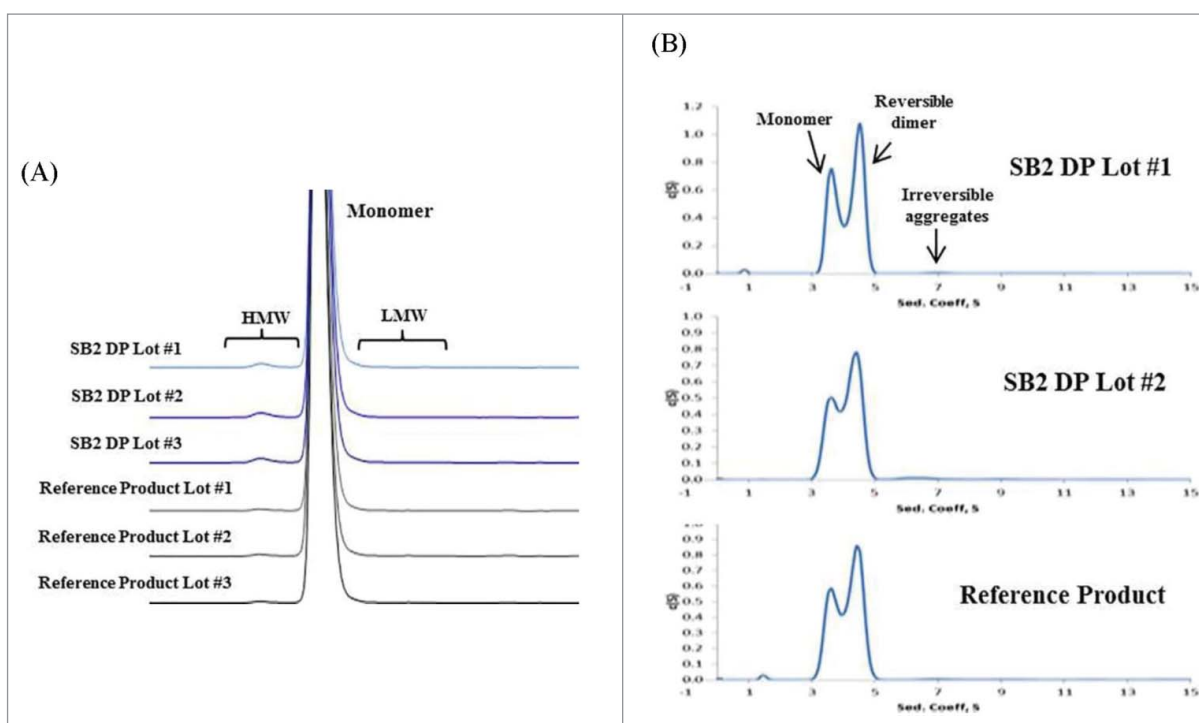 (A)
Monomer
HMW
LMW
SB2 DP Lot #1
SB2 DP Lot #2
SB2 DP Lot #3
Reference Product Lot #1
Reference Product Lot #2
Reference Product Lot #3
(B)
1.2
1.0
0.8
0.6
0.4
0.2
0.0
c(S)
Monomer
Reversible
dimer
Irreversible
aggregates
SB2 DP Lot #1
-1 1 3 5 7 9 11 13 15
Sed. Coeff, S
1.0
0.9
0.8
0.7
0.6
0.5
0.4
0.3
0.2
0.1
0.0
c(S)
SB2 DP Lot #2
-1 1 3 5 7 9 11 13 15
Sed. Coeff, S
1.0
0.9
0.8
0.7
0.6
0.5
0.4
0.3
0.2
0.1
0.0
c(S)
Reference Product
-1 1 3 5 7 9 11 13 15
Sed. Coeff, S